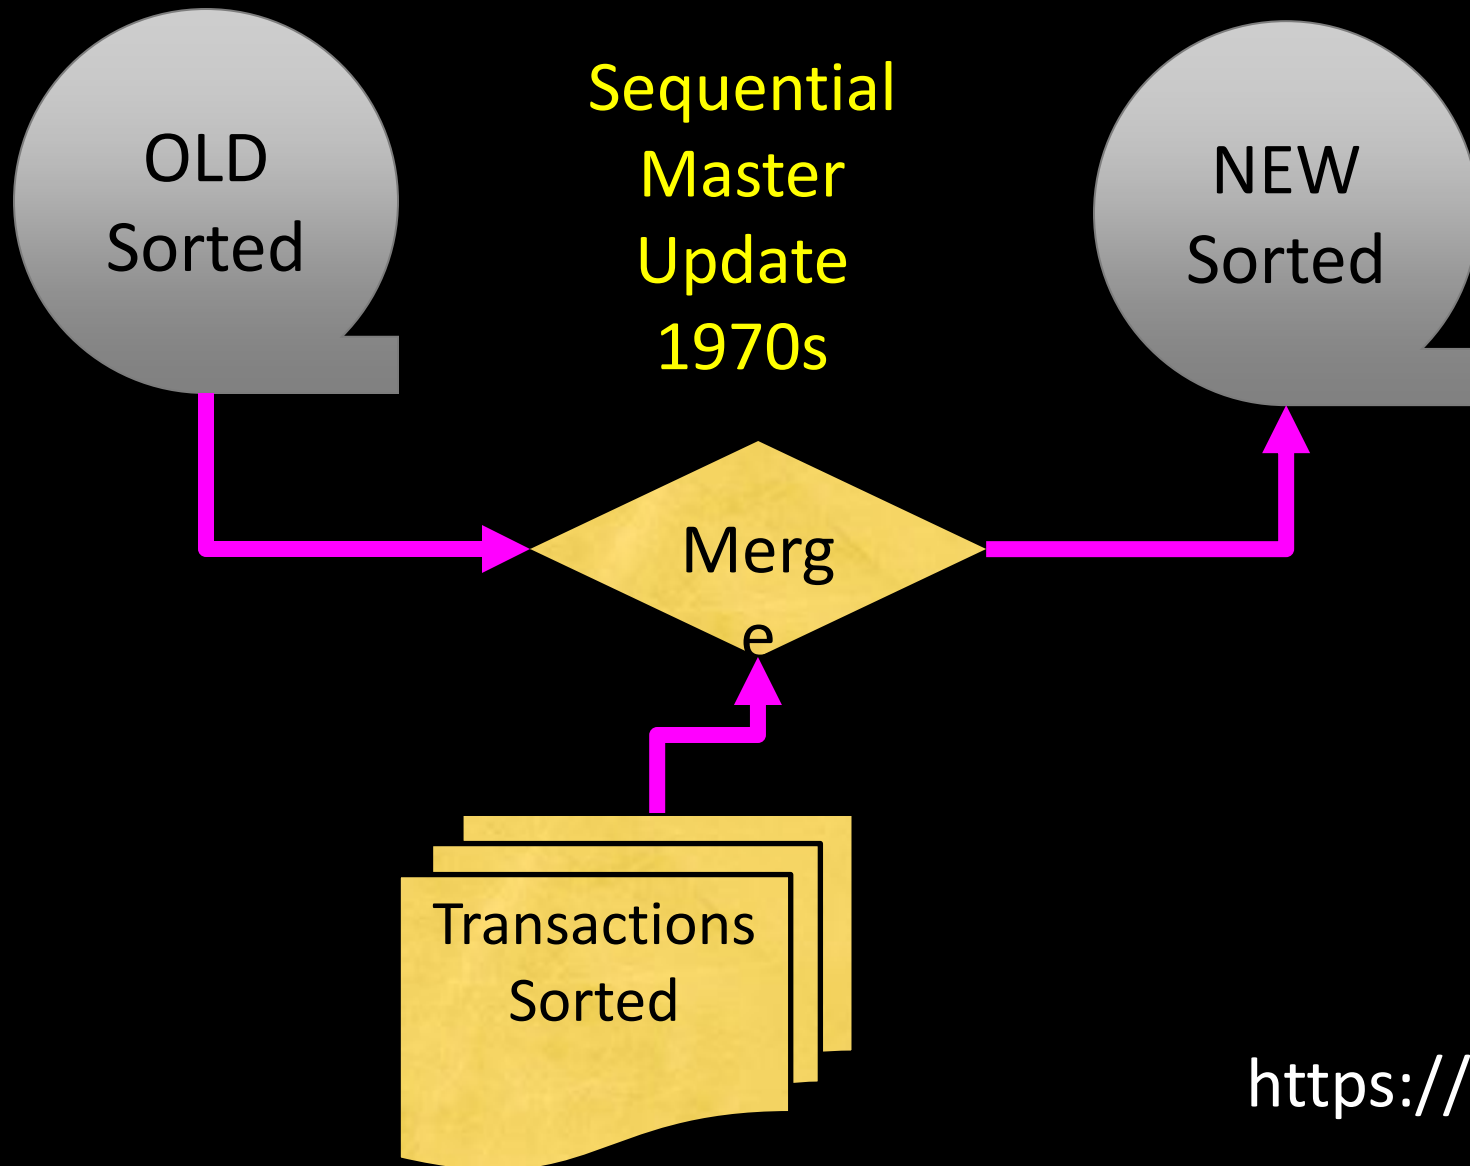 OLD
Sorted
Sequential
Master
Update
1970s
NEW
Sorted
Merg
e
Transactions
Sorted
https://